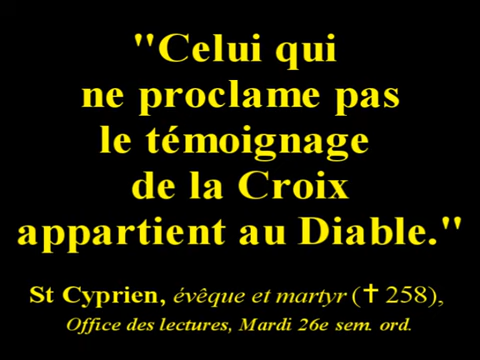 "Celui qui
ne proclame pas
le témoignage
de la Croix
appartient au Diable."
St Cyprien, évêque et martyr (✝ 258),
Office des lectures, Mardi 26e sem. ord.